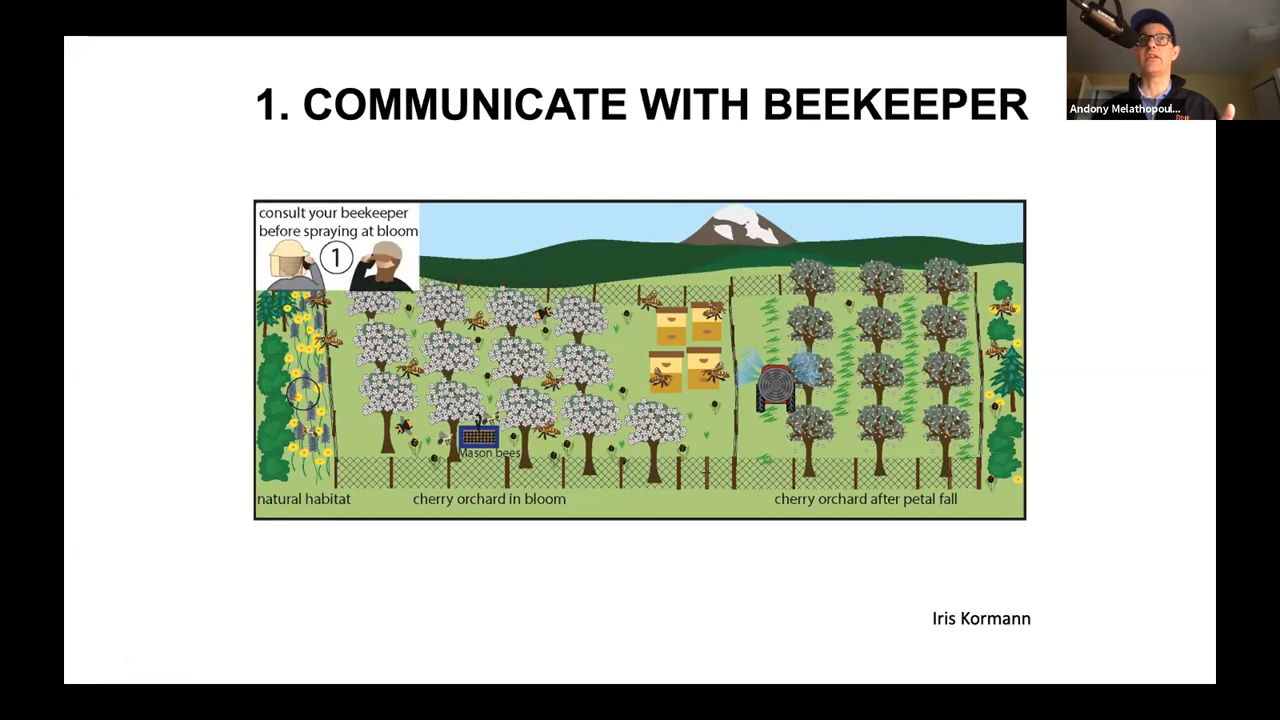 1. COMMUNICATE WITH BEEKEEPER
Andony Melathopoul...
consult your beekeeper
before spraying at bloom
1
Mason bees
natural habitat
cherry orchard in bloom
cherry orchard after petal fall
Iris Kormann